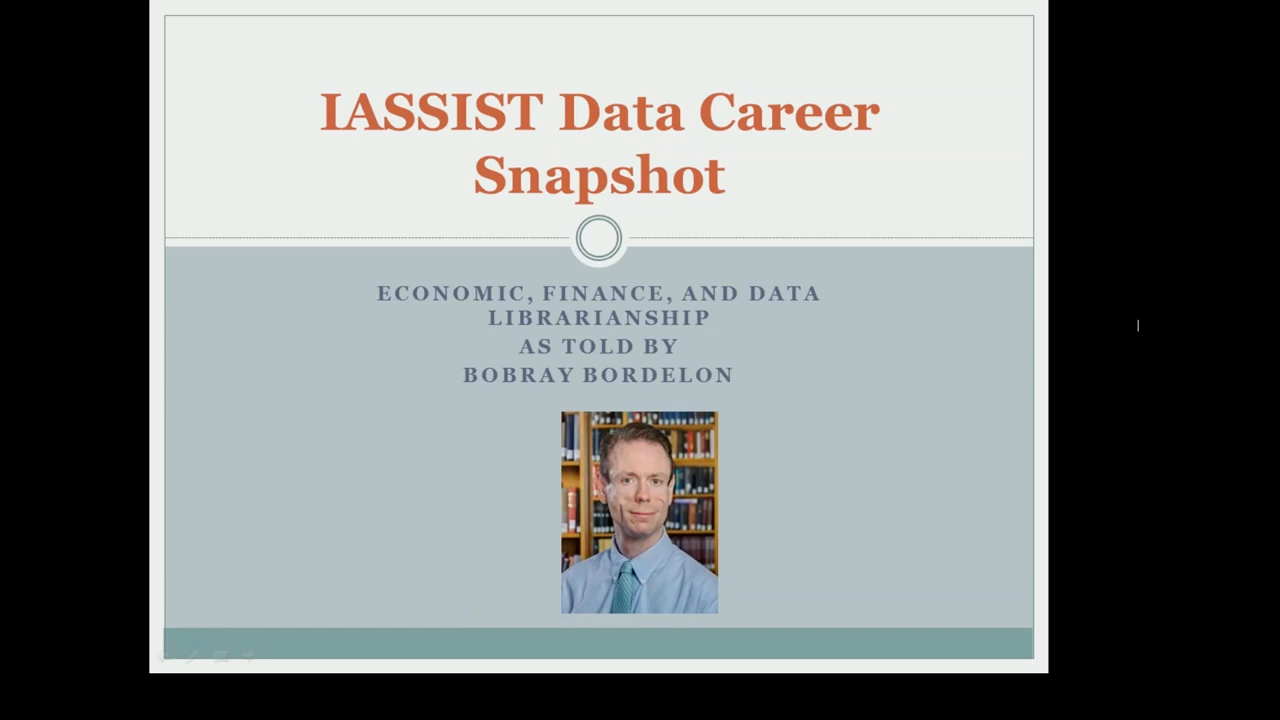 IASSIST Data Career
Snapshot
ECONOMIC, FINANCE, AND DATA
LIBRARIANSHIP
AS TOLD BY
BOBRAY BORDELON